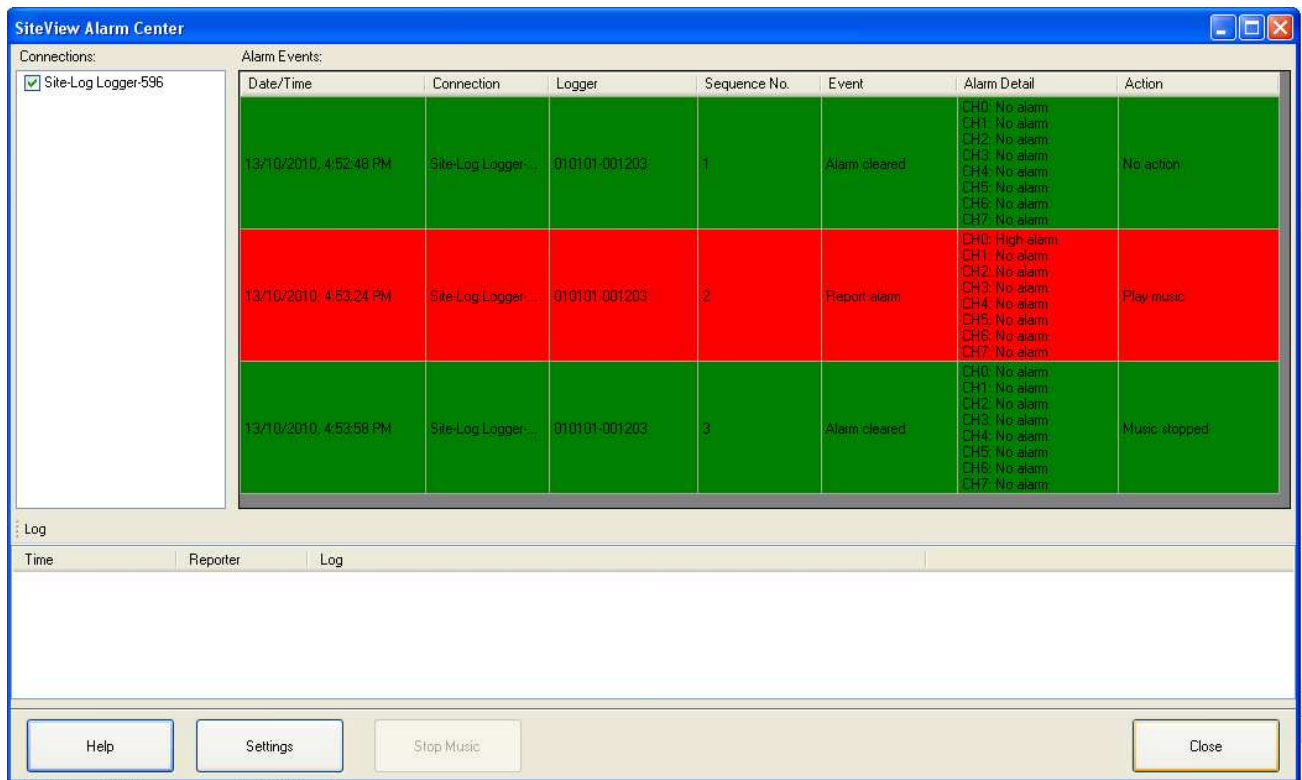 SiteView Alarm Center
Connections:
Alarm Events:
Site-Log Logger-596
Date/Time Connection Logger Sequence No. Event Alarm Detail Action
13/10/2010, 4:52:48 PM Site-Log Logger-... 010101-001203 1 Alarm cleared
CH0: No alarm
CH1: No alarm
CH2: No alarm
CH3: No alarm
CH4: No alarm
CH5: No alarm
CH6: No alarm
CH7: No alarm
No action
13/10/2010, 4:53:24 PM Site-Log Logger-... 010101-001203 2 Report alarm
CH0: High alarm
CH1: No alarm
CH2: No alarm
CH3: No alarm
CH4: No alarm
CH5: No alarm
CH6: No alarm
CH7: No alarm
Play music
13/10/2010, 4:53:58 PM Site-Log Logger-... 010101-001203 3 Alarm cleared
CH0: No alarm
CH1: No alarm
CH2: No alarm
CH3: No alarm
CH4: No alarm
CH5: No alarm
CH6: No alarm
CH7: No alarm
Music stopped
Log
Time Reporter Log
Help Settings Stop Music Close